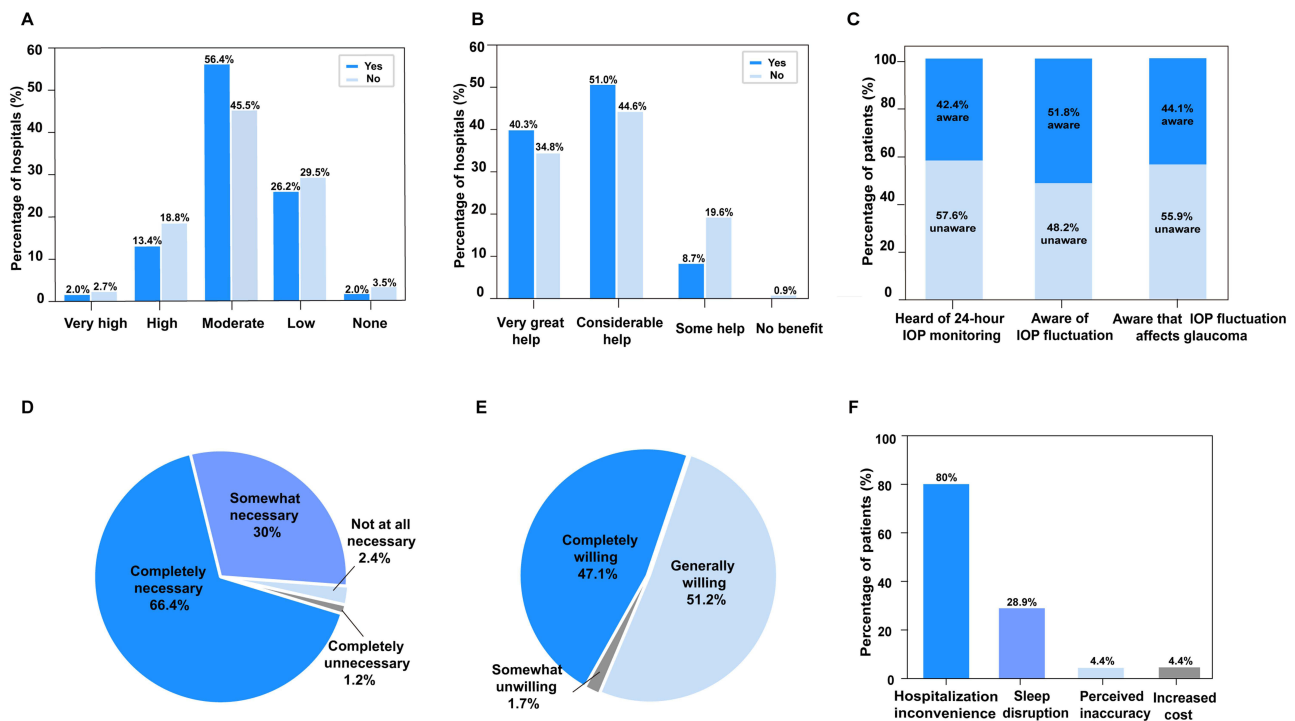 A
Percentage of hospitals (%)
60
50
40
30
20
10
0
Yes
No
2.0%
2.7%
13.4%
18.8%
56.4%
45.5%
26.2%
29.5%
2.0%
3.5%
Very high
High
Moderate
Low
None
B
Percentage of hospitals (%)
60
50
40
30
20
10
0
Yes
No
40.3%
34.8%
51.0%
44.6%
8.7%
19.6%
0.9%
Very great
help
Considerable
help
Some help
No benefit
C
Percentage of patients (%)
100
80
60
40
20
0
42.4%
aware
57.6%
unaware
51.8%
aware
48.2%
unaware
44.1%
aware
55.9%
unaware
Heard of 24-hour
IOP monitoring
Aware of
IOP fluctuation
Aware that IOP fluctuation
affects glaucoma
D
Somewhat
necessary
30%
Not at all
necessary
2.4%
Completely
necessary
66.4%
Completely
unnecessary
1.2%
E
Completely
willing
47.1%
Generally
willing
51.2%
Somewhat
unwilling
1.7%
F
Percentage of patients (%)
100
80
60
40
20
0
80%
28.9%
4.4%
4.4%
Hospitalization
inconvenience
Sleep
disruption
Perceived
inaccuracy
Increased
cost